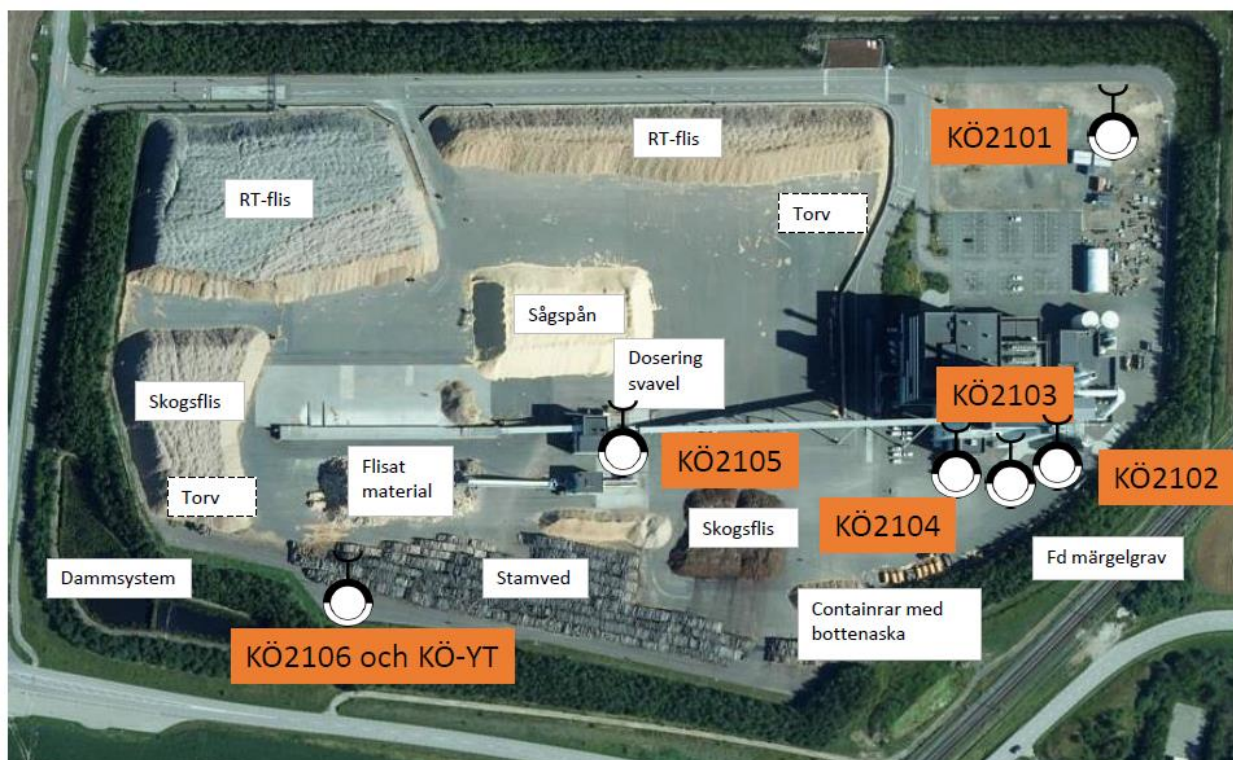 KÖ2101
RT-flis
RT-flis
Torv
Sågspån
Dosering
svavel
Skogsflis
KÖ2103
Flisat
material
KÖ2105
KÖ2102
Torv
Skogsflis
KÖ2104
Fd märgelgrav
Dammsystem
Stamved
Containrar med
bottenaska
KÖ2106 och KÖ-YT